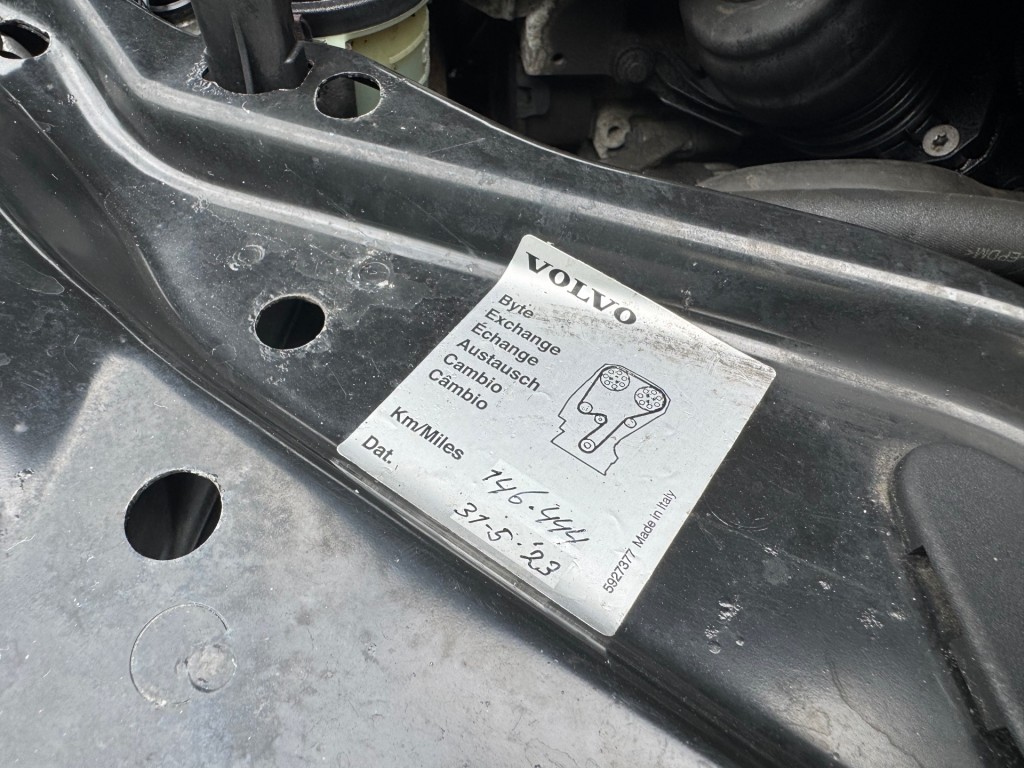 VOLVO
Byte
Exchange
Échange
Austausch
Cambio
Câmbio
Km/Miles 146.444
Dat. 31-5-'23
5927377 Made in Italy
>EPDM<